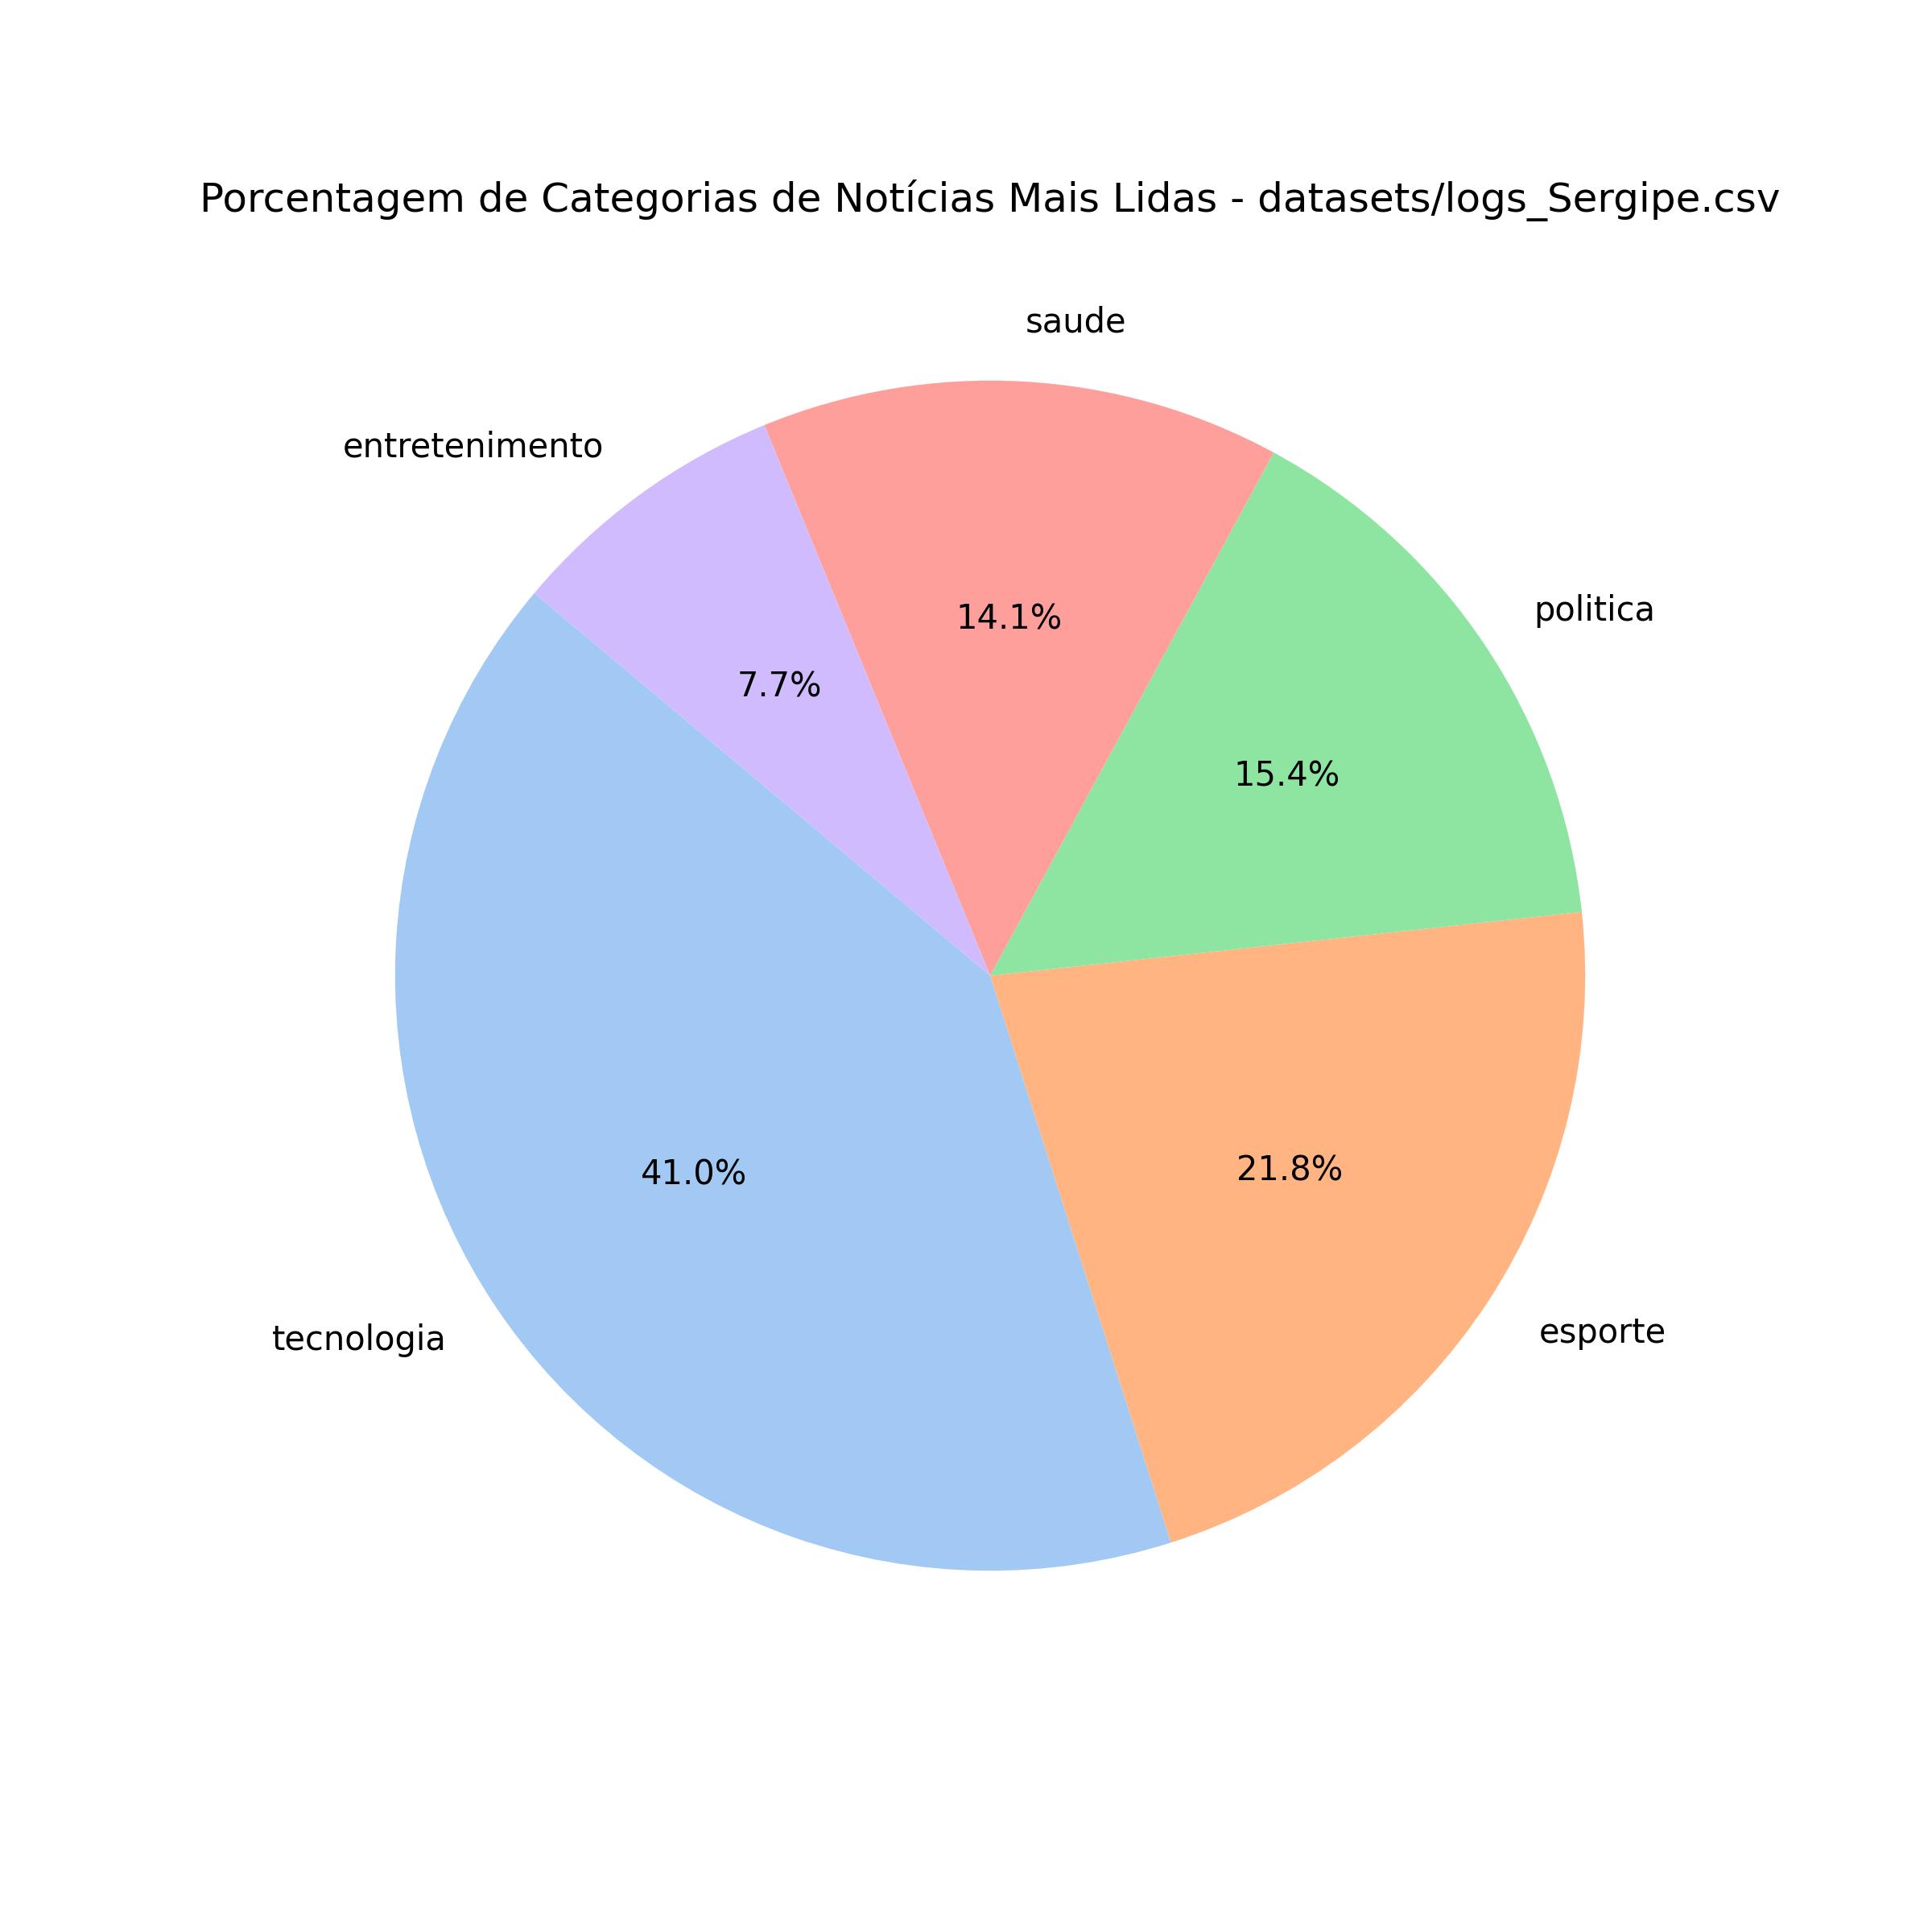 Porcentagem de Categorias de Notícias Mais Lidas - datasets/logs_Sergipe.csv
saude
entretenimento
politica
14.1%
7.7%
15.4%
41.0%
21.8%
tecnologia
esporte